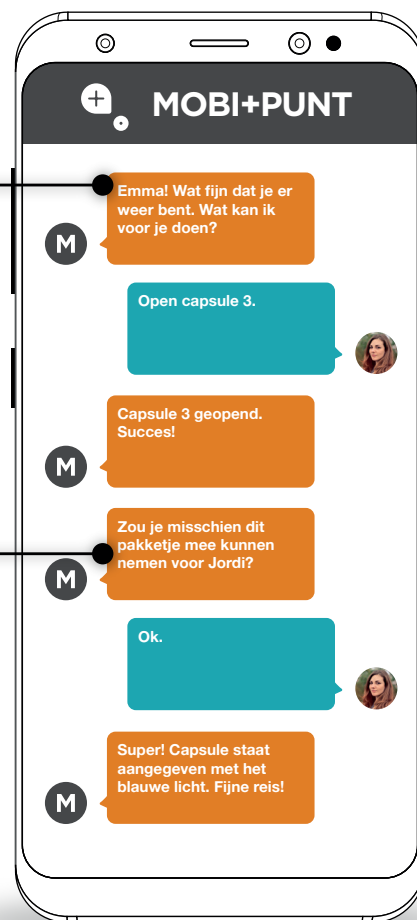 MOBI+PUNT
Emma! Wat fijn dat je er
weer bent. Wat kan ik
voor je doen?
M
Open capsule 3.
Capsule 3 geopend.
Succes!
M
Zou je misschien dit
pakketje mee kunnen
nemen voor Jordi?
M
Ok.
Super! Capsule staat
aangegeven met het
blauwe licht. Fijne reis!
M